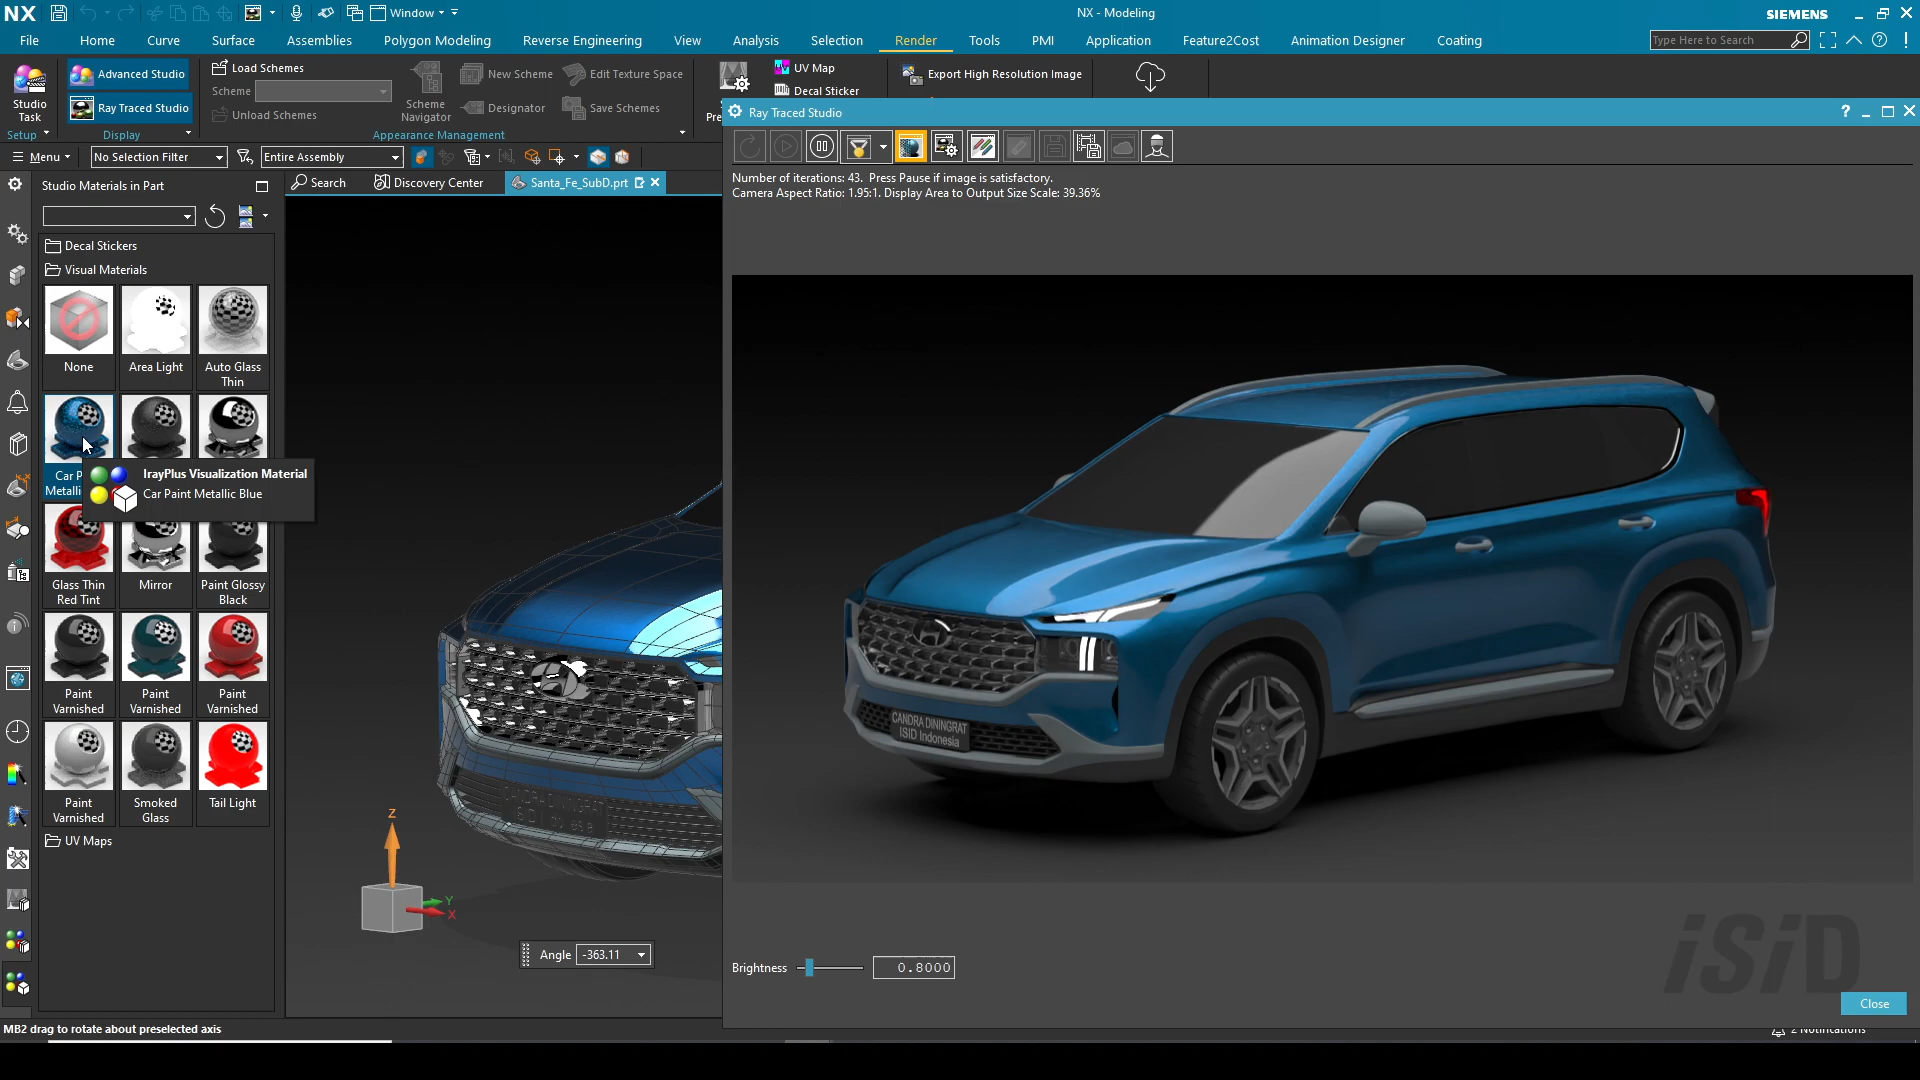 NX
Window
NX - Modeling
SIEMENS
File
Home
Curve
Surface
Assemblies
Polygon Modeling
Reverse Engineering
View
Analysis
Selection
Render
Tools
PMI
Application
Feature2Cost
Animation Designer
Coating
Type Here to Search
Studio
Task
Advanced Studio
Ray Traced Studio
Load Schemes
Scheme
Unload Schemes
Scheme
Navigator
New Scheme
Designator
Edit Texture Space
Save Schemes
UV Map
Decal Sticker
Export High Resolution Image
Setup
Display
Appearance Management
Menu
No Selection Filter
Entire Assembly
Ray Traced Studio
Number of iterations: 43. Press Pause if image is satisfactory.
Camera Aspect Ratio: 1.95:1. Display Area to Output Size Scale: 39.36%
Studio Materials in Part
Search
Discovery Center
Santa_Fe_SubD.prt
Decal Stickers
Visual Materials
None
Area Light
Auto Glass
Thin
IrayPlus Visualization Material
Car Paint Metallic Blue
Glass Thin
Red Tint
Mirror
Paint Glossy
Black
Paint
Varnished
Paint
Varnished
Paint
Varnished
Paint
Varnished
Smoked
Glass
Tail Light
UV Maps
Z
Y
X
Angle
-363.11
CANDRA DININGRAT
ISID Indonesia
Brightness
0.8000
iSiD
Close
MB2 drag to rotate about preselected axis
2 Notifications